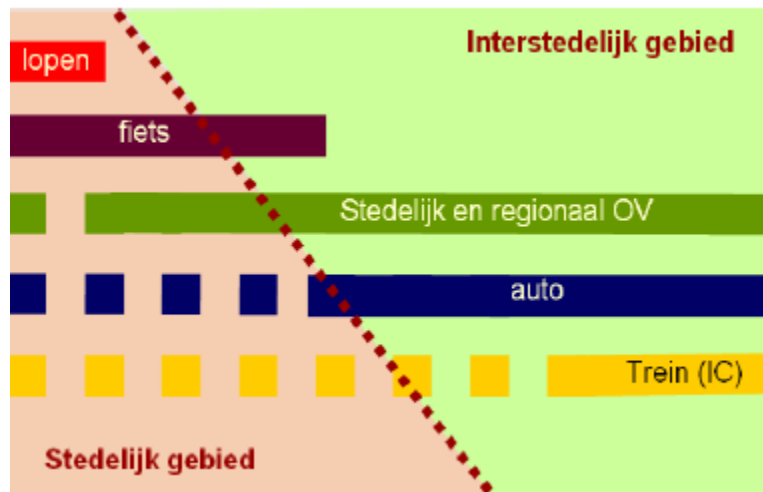 Interstedelijk gebied
lopen
fiets
Stedelijk en regionaal OV
auto
Trein (IC)
Stedelijk gebied